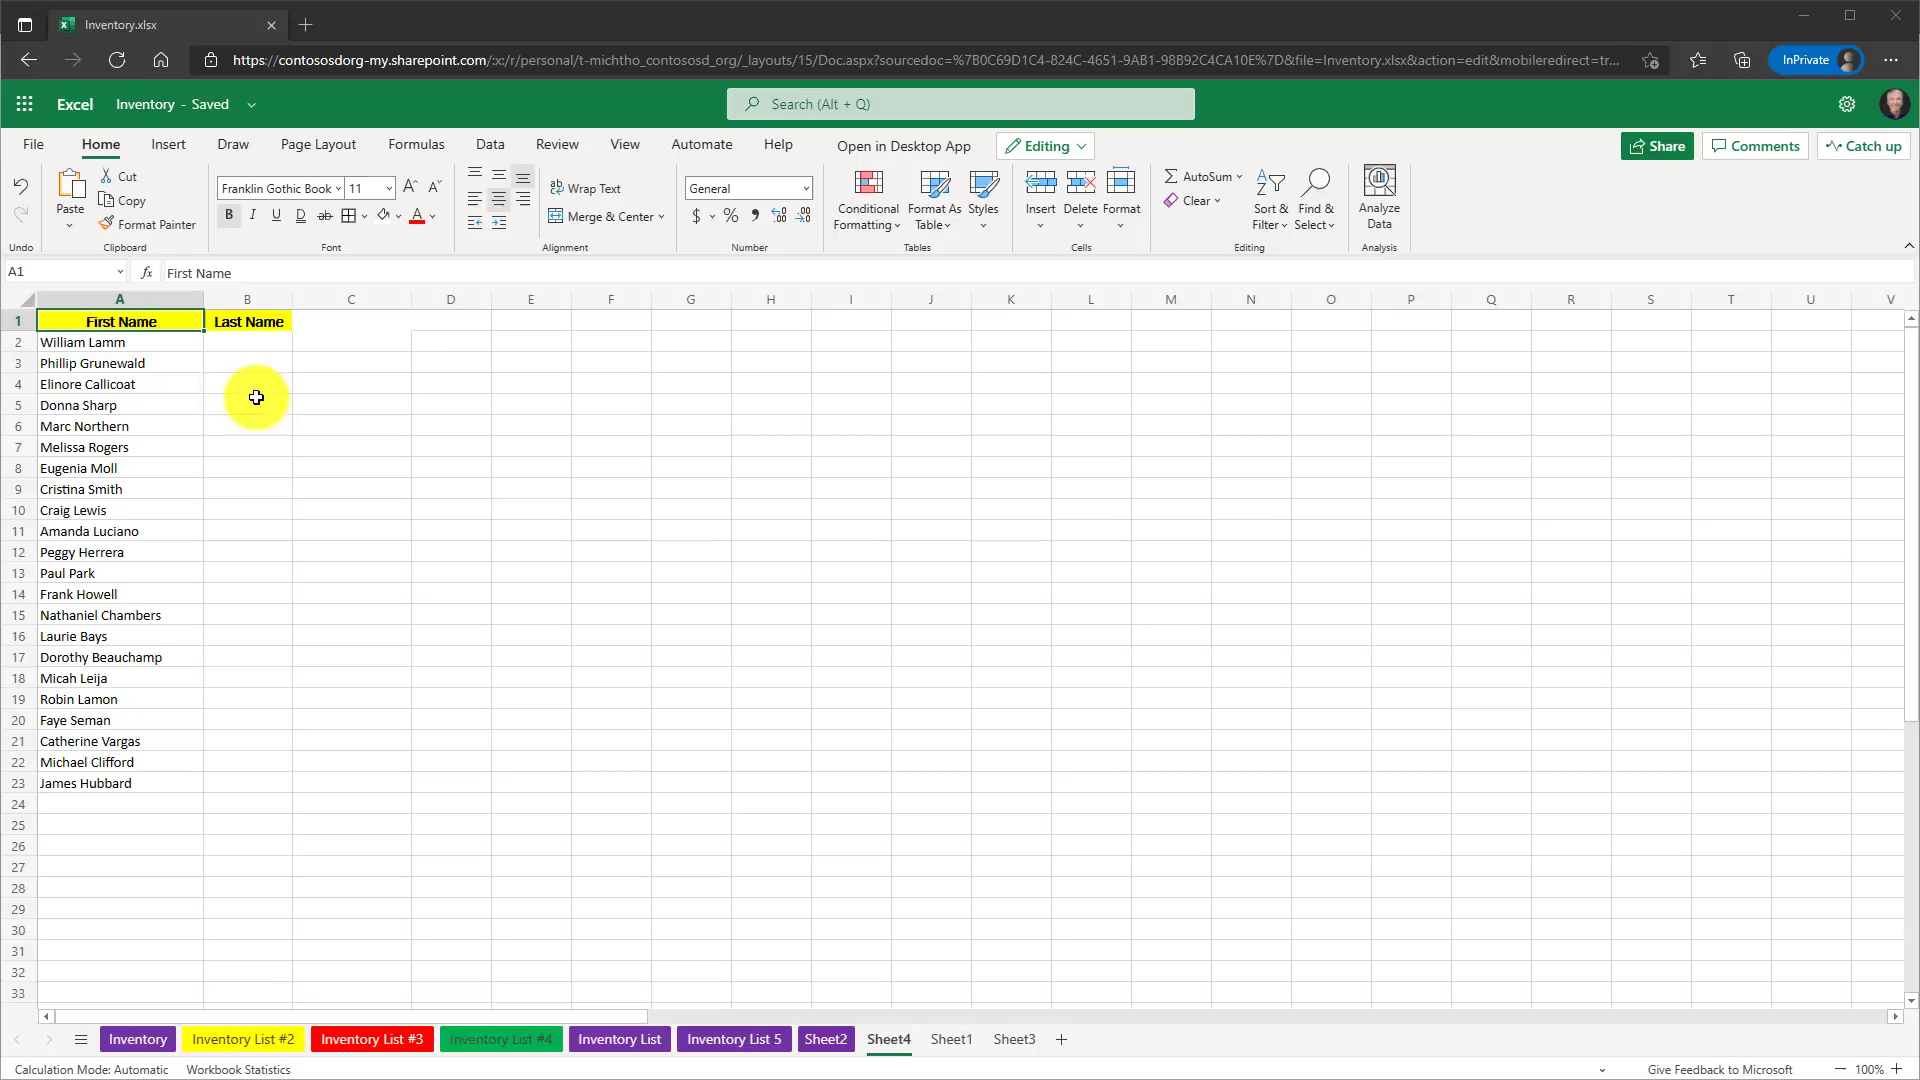 Inventory.xlsx
https://contososdorg-my.sharepoint.com/:x:/r/personal/t-michtho_contososd_org/_layouts/15/Doc.aspx?sourcedoc=%7B0C69D1C4-824C-4651-9AB1-98B92C4CA10E%7D&file=Inventory.xlsx&action=edit&mobileredirect=tr...
InPrivate
Excel Inventory - Saved Search (Alt + Q)
File Home Insert Draw Page Layout Formulas Data Review View Automate Help Open in Desktop App Editing Share Comments Catch up
Paste Cut Copy Format Painter
Franklin Gothic Book 11
B I U D ab A
Wrap Text
Merge & Center
General
$ % 9 .00
Conditional Formatting Format As Table Styles
Insert Delete Format
AutoSum
Clear
Sort & Filter Find & Select
Analyze Data
Undo Clipboard Font Alignment Number Tables Cells Editing Analysis
A1 fx First Name
A B C D E F G H I J K L M N O P Q R S T U V
1 First Name Last Name
2 William Lamm
3 Phillip Grunewald
4 Elinore Callicoat
5 Donna Sharp
6 Marc Northern
7 Melissa Rogers
8 Eugenia Moll
9 Cristina Smith
10 Craig Lewis
11 Amanda Luciano
12 Peggy Herrera
13 Paul Park
14 Frank Howell
15 Nathaniel Chambers
16 Laurie Bays
17 Dorothy Beauchamp
18 Micah Leija
19 Robin Lamon
20 Faye Seman
21 Catherine Vargas
22 Michael Clifford
23 James Hubbard
24
25
26
27
28
29
30
31
32
33
Inventory Inventory List #2 Inventory List #3 Inventory List #4 Inventory List Inventory List 5 Sheet2 Sheet4 Sheet1 Sheet3
Calculation Mode: Automatic Workbook Statistics Give Feedback to Microsoft 100%